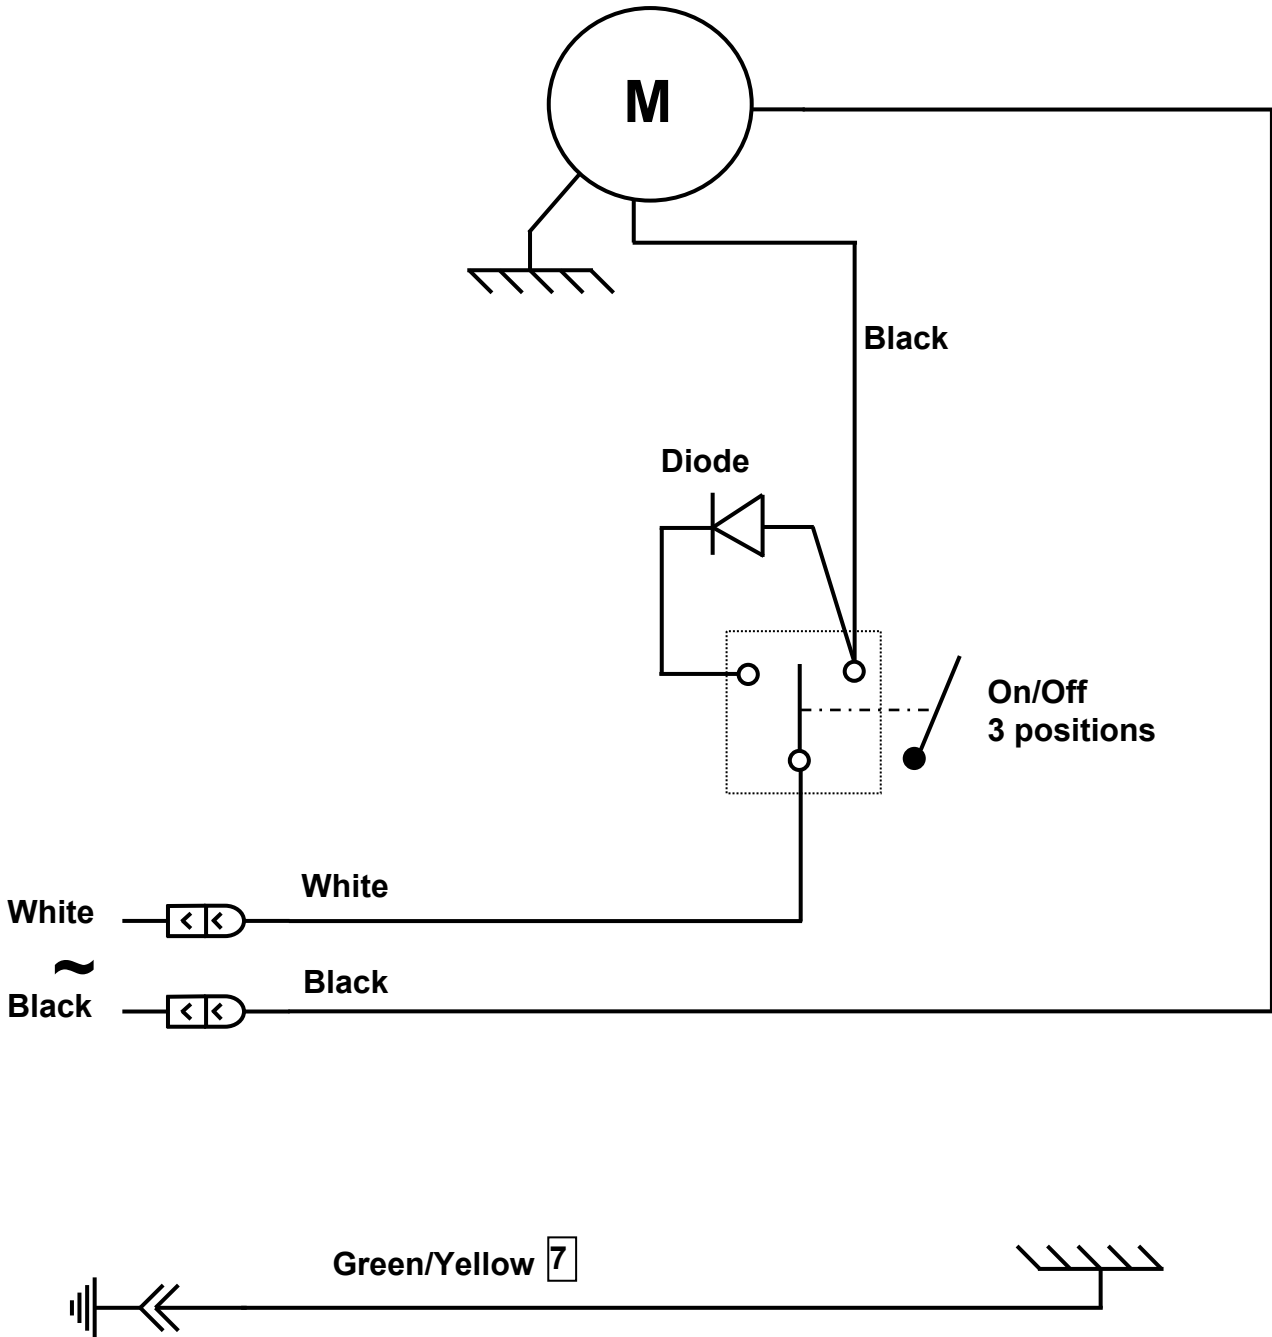 M
Black
Diode
On/Off
3 positions
White
White
~
Black
Black
Green/Yellow 7